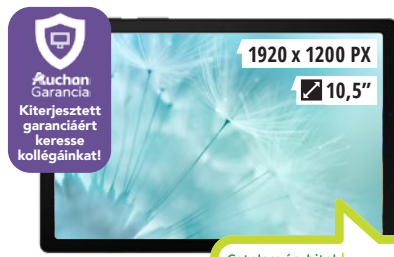 Auchan
Garancia
Kiterjesztett
garanciáért
keresse
kollégáinkat!
1920 x 1200 PX
10,5”